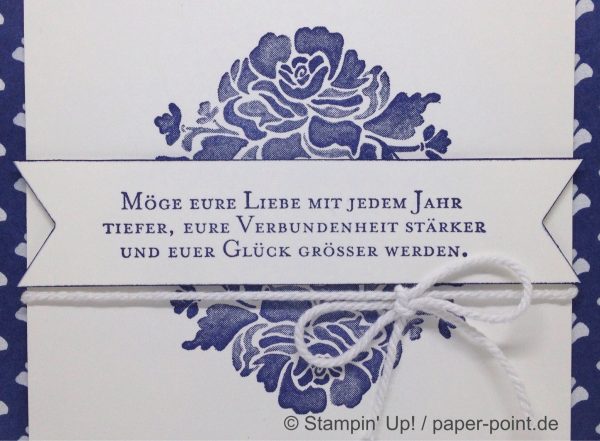 Möge eure Liebe mit jedem Jahr
tiefer, eure Verbundenheit stärker
und euer Glück grösser werden.
© Stampin' Up! / paper-point.de